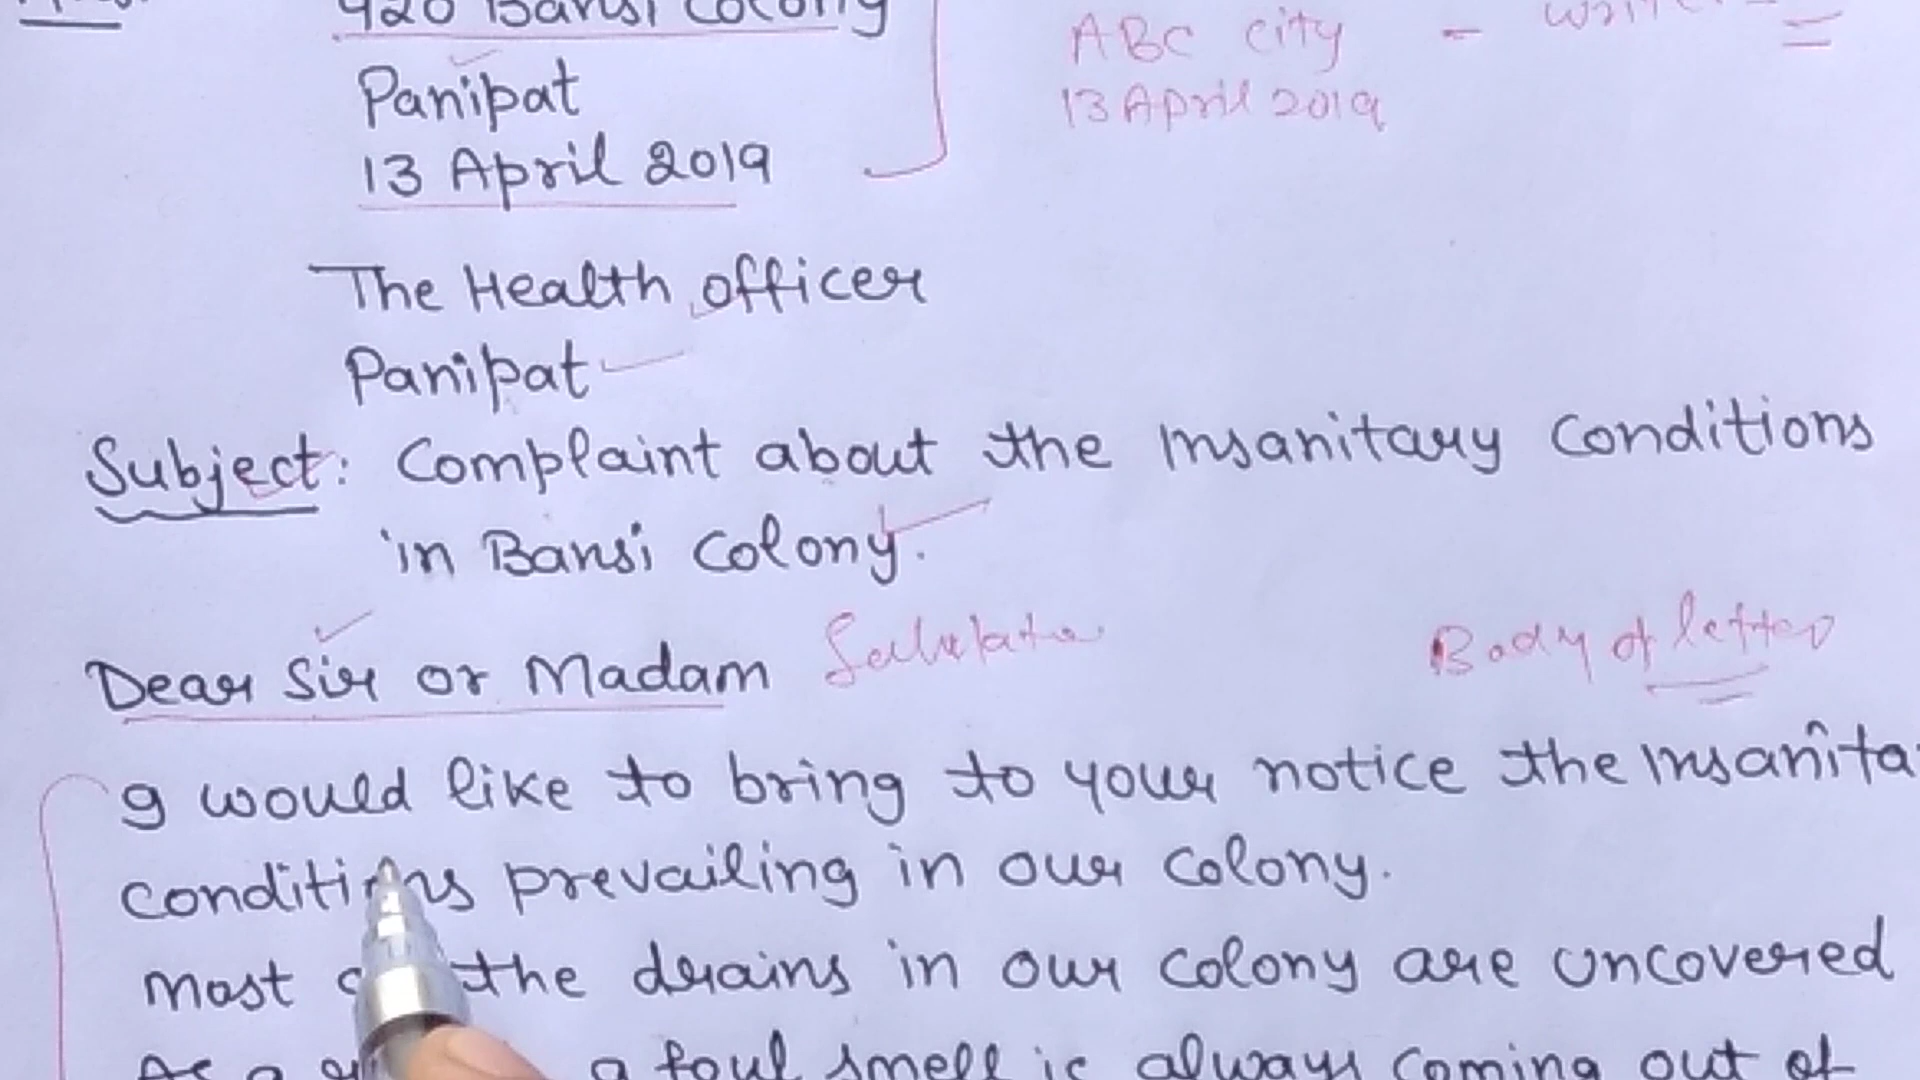 420 Bansi Colony
Panipat
13 April 2019
ABC city -
13 April 2019
The Health officer
Panipat
Subject: Complaint about the Insanitary Conditions
in Bansi Colony.
Dear Sir or Madam
Body of letter
I would like to bring to your notice the Insanita
conditions prevailing in our Colony.
Most the drains in our colony are uncovered
As a a foul smell is always coming out of